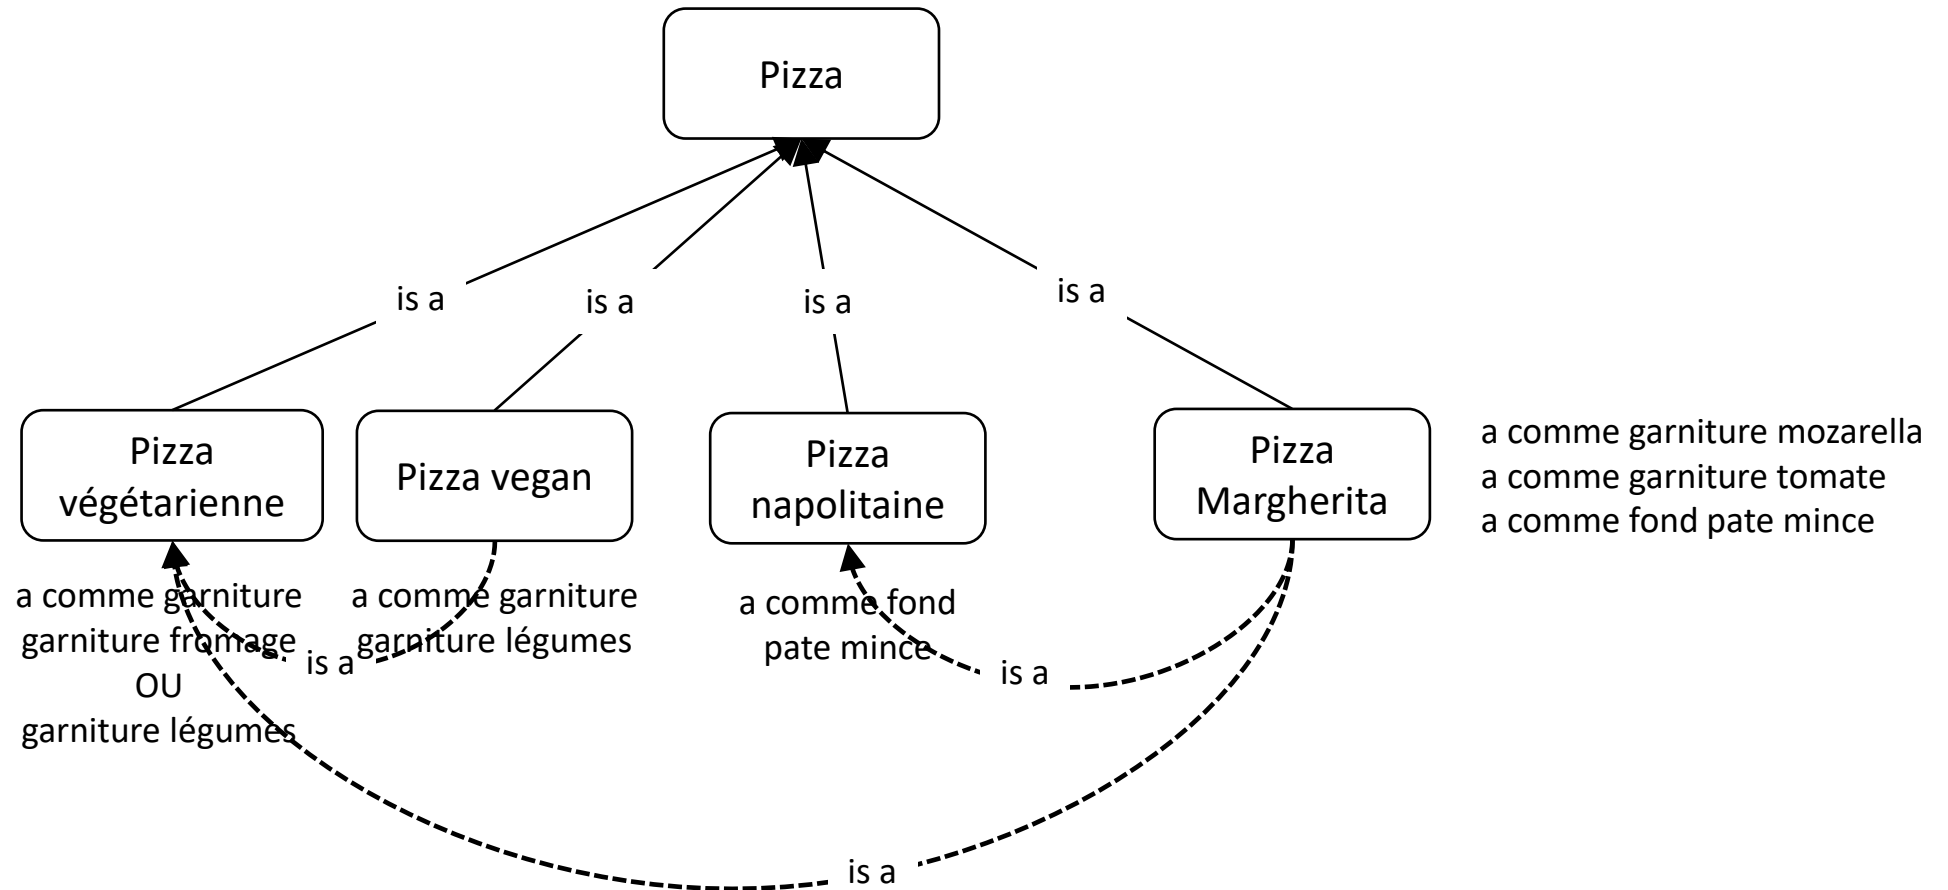 Pizza
is a
is a
is a
is a
Pizza
végétarienne
Pizza vegan
Pizza
napolitaine
Pizza
Margherita
a comme garniture mozarella
a comme garniture tomate
a comme fond pate mince
a comme garniture
garniture fromage
OU
garniture légumes
a comme garniture
garniture légumes
is a
a comme fond
pate mince
is a
is a